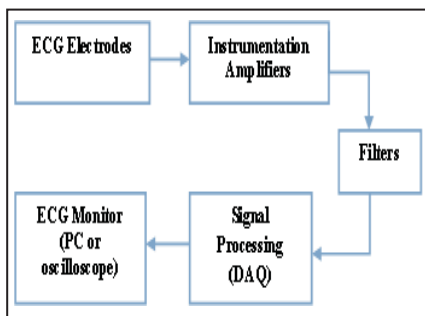 ECG Electrodes
Instrumentation
Amplifiers
Filters
Signal
Processing
(DAQ)
ECG Monitor
(PC or
oscilloscope)